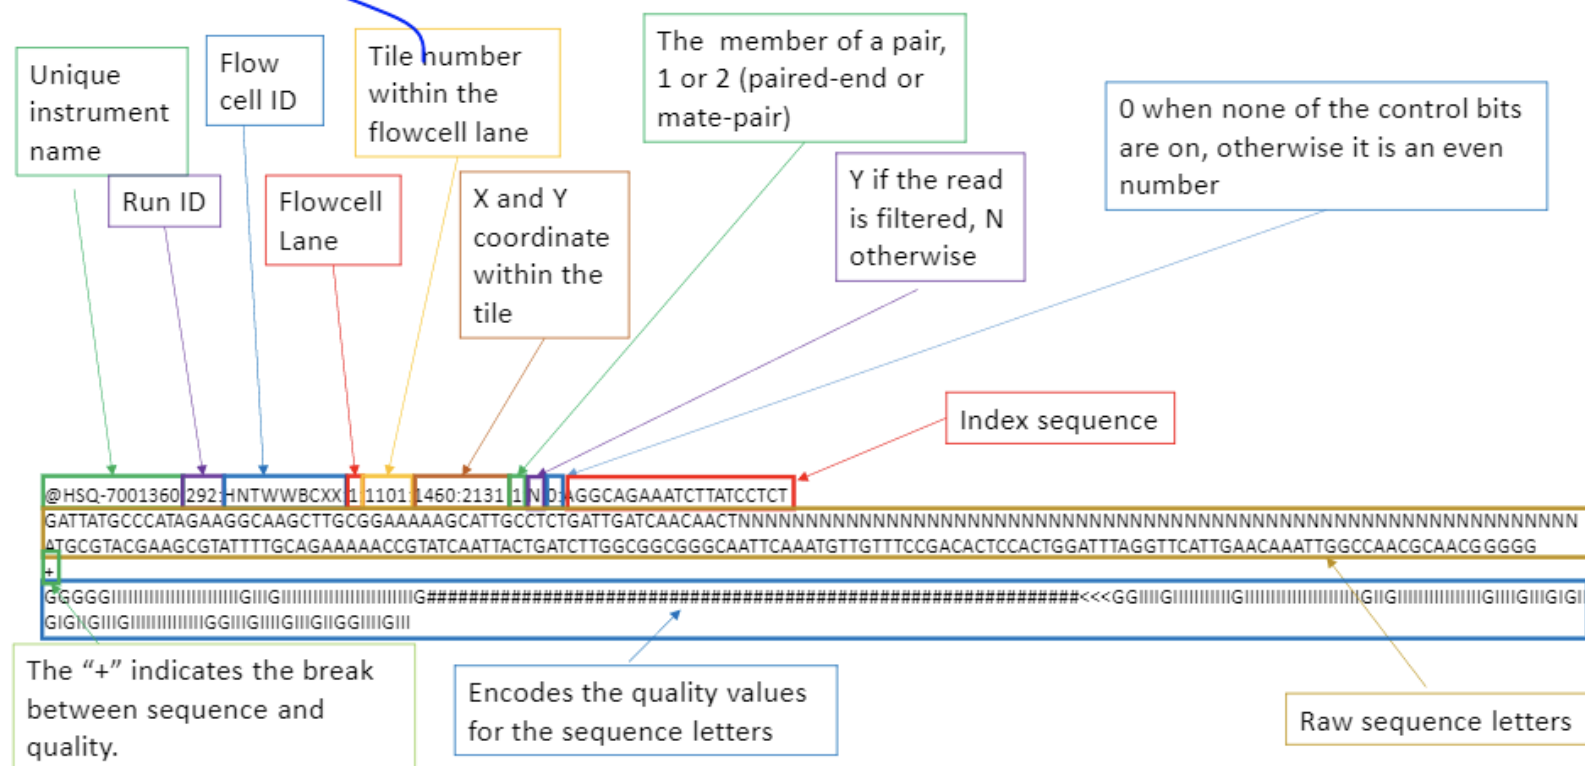 Unique
instrument
name
Flow
cell ID
Tile number
within the
flowcell lane
The member of a pair,
1 or 2 (paired-end or
mate-pair)
0 when none of the control bits
are on, otherwise it is an even
number
Run ID
Flowcell
Lane
X and Y
coordinate
within the
tile
Y if the read
is filtered, N
otherwise
Index sequence
@HSQ-7001360:292:HNTWWBCXX:1:1101:1460:2131 1:N:0:AGGCAGAAATCTTATCCTCT
ATGCGTACGAAGCGTATTTTGCAGAAAAACCGTATCAATTACTGATCTTGGCGGCGGGCAATTCAAATGTTGTTTCCGACACTCCACTGGATTTAGGTTCATTGAACAAATTGGCCAACGCAACGGGGG
+
The “+” indicates the break
between sequence and
quality.
Encodes the quality values
for the sequence letters
Raw sequence letters